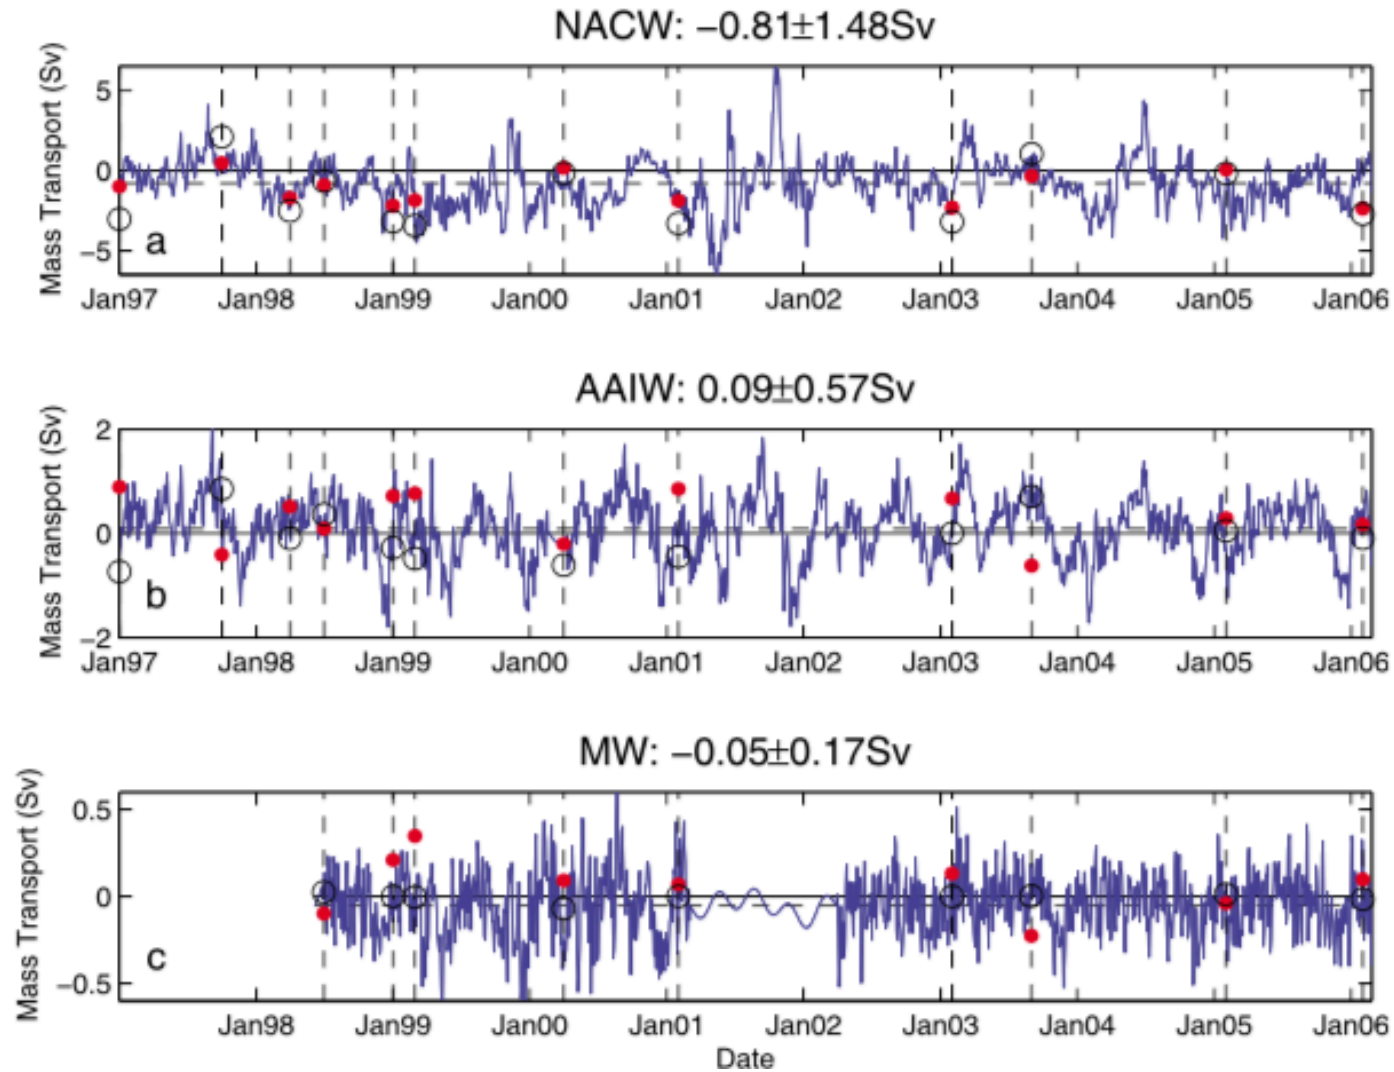 NACW: −0.81±1.48Sv
Mass Transport (Sv)
5
0
−5
a
Jan97 Jan98 Jan99 Jan00 Jan01 Jan02 Jan03 Jan04 Jan05 Jan06
AAIW: 0.09±0.57Sv
Mass Transport (Sv)
2
0
−2
b
Jan97 Jan98 Jan99 Jan00 Jan01 Jan02 Jan03 Jan04 Jan05 Jan06
MW: −0.05±0.17Sv
Mass Transport (Sv)
0.5
0
−0.5
c
Jan98 Jan99 Jan00 Jan01 Jan02 Jan03 Jan04 Jan05 Jan06
Date